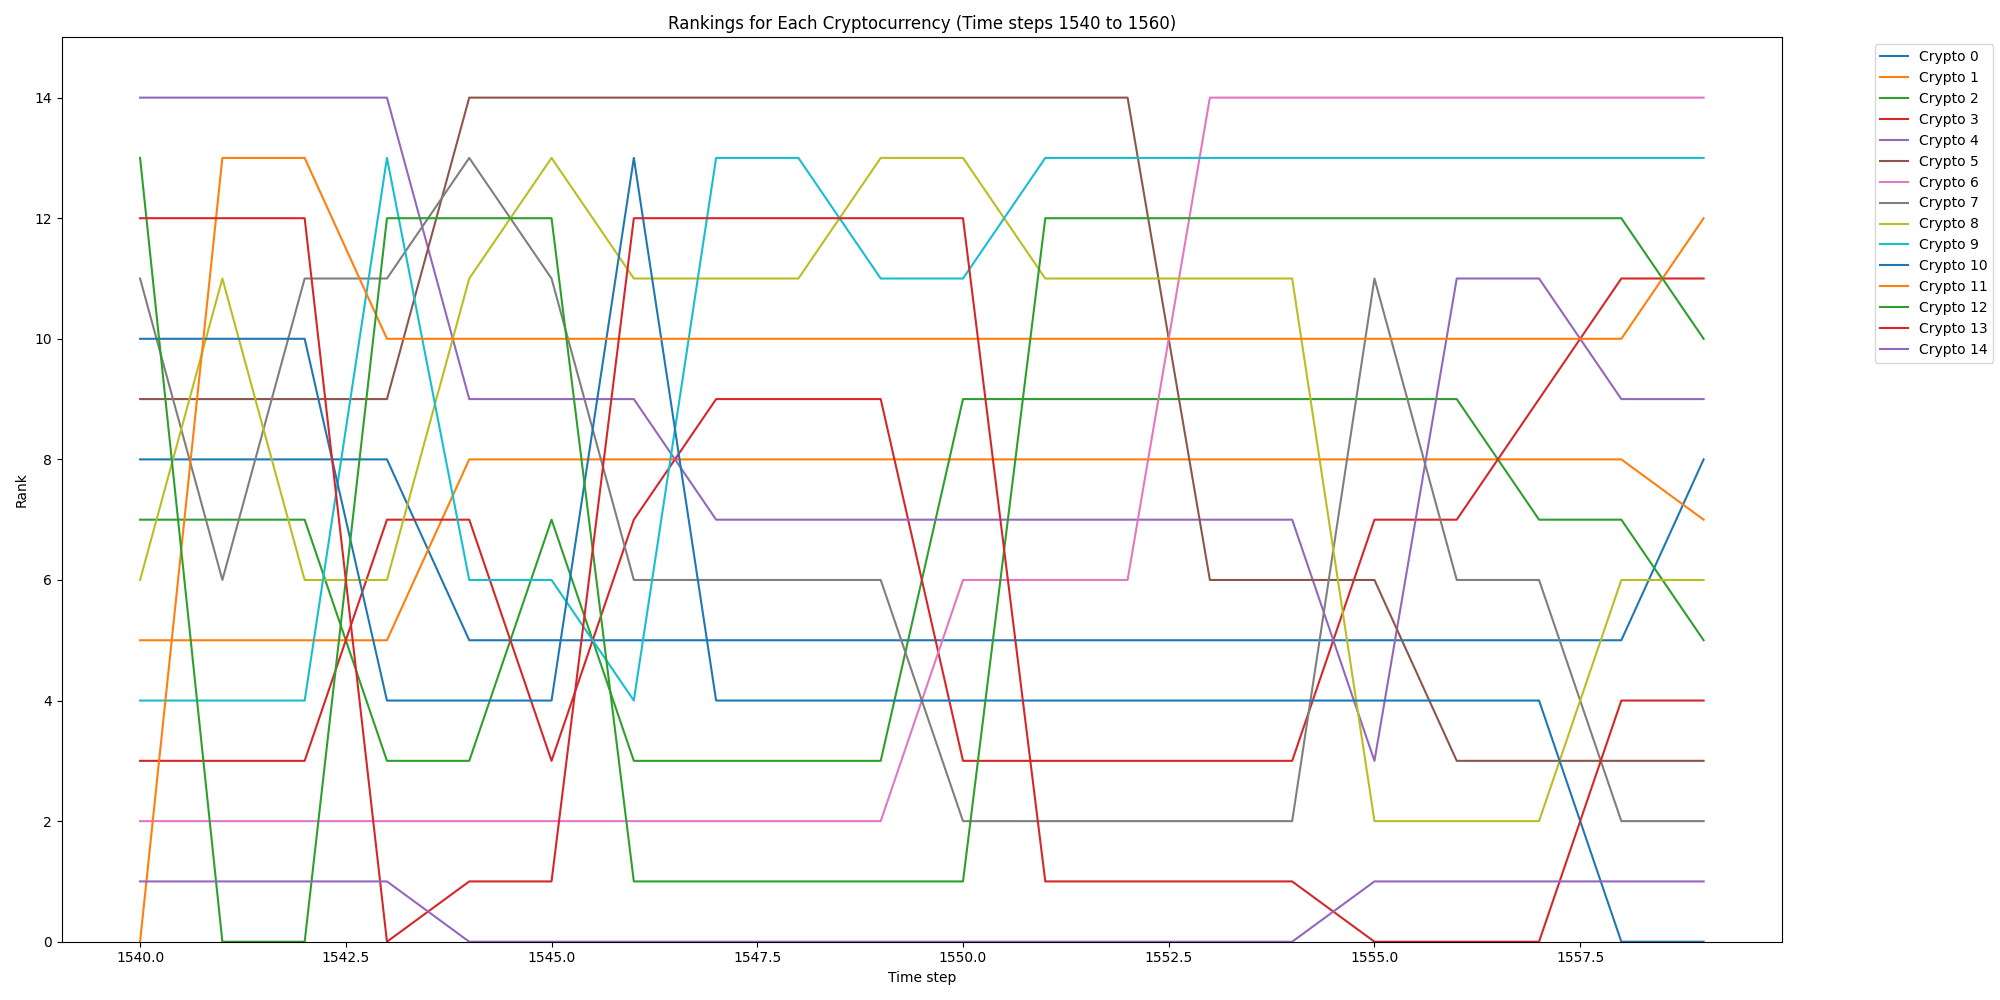 Rankings for Each Cryptocurrency (Time steps 1540 to 1560)
Rank
14
12
10
8
6
4
2
0
1540.0
1542.5
1545.0
1547.5
1550.0
1552.5
1555.0
1557.5
Time step
Crypto 0
Crypto 1
Crypto 2
Crypto 3
Crypto 4
Crypto 5
Crypto 6
Crypto 7
Crypto 8
Crypto 9
Crypto 10
Crypto 11
Crypto 12
Crypto 13
Crypto 14